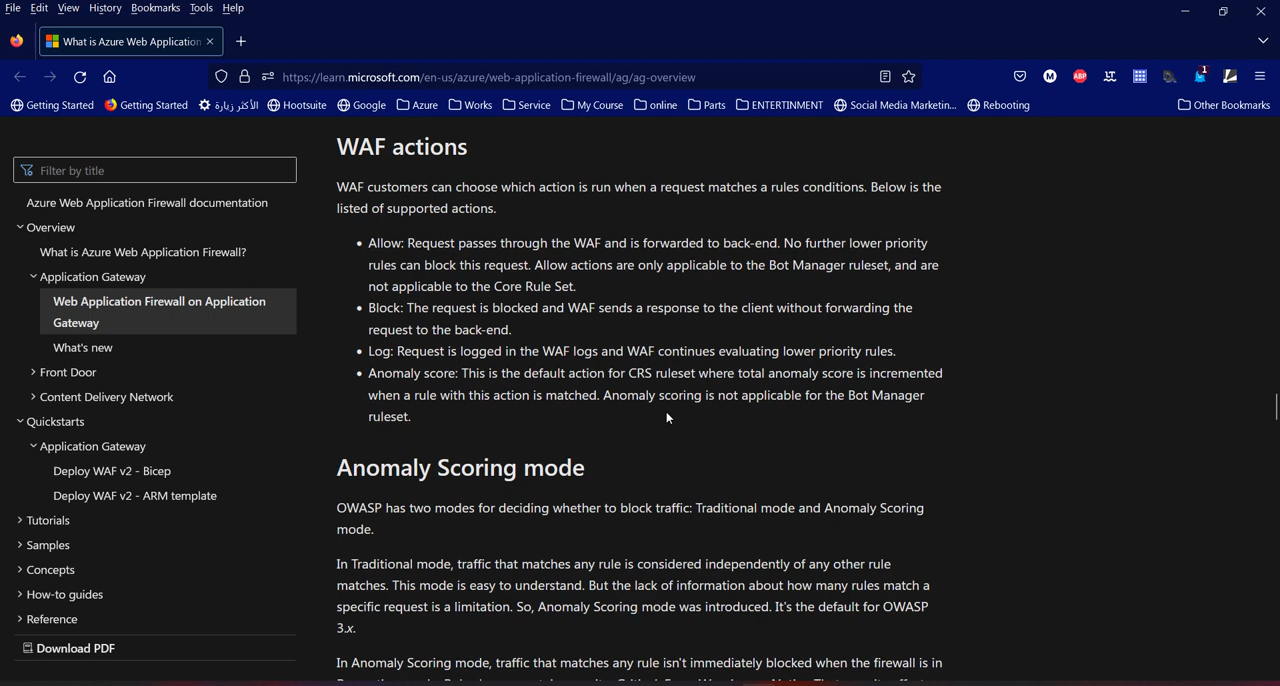 File Edit View History Bookmarks Tools Help
What is Azure Web Application
https://learn.microsoft.com/en-us/azure/web-application-firewall/ag/ag-overview
M ABP 1
Getting Started Getting Started الأكثر زيارة Hootsuite Google Azure Works Service My Course online Parts ENTERTAINMENT Social Media Marketin... Rebooting Other Bookmarks
Filter by title
Azure Web Application Firewall documentation
Overview
What is Azure Web Application Firewall?
Application Gateway
Web Application Firewall on Application
Gateway
What's new
Front Door
Content Delivery Network
Quickstarts
Application Gateway
Deploy WAF v2 - Bicep
Deploy WAF v2 - ARM template
Tutorials
Samples
Concepts
How-to guides
Reference
Download PDF
WAF actions
WAF customers can choose which action is run when a request matches a rules conditions. Below is the
listed of supported actions.
• Allow: Request passes through the WAF and is forwarded to back-end. No further lower priority
rules can block this request. Allow actions are only applicable to the Bot Manager ruleset, and are
not applicable to the Core Rule Set.
• Block: The request is blocked and WAF sends a response to the client without forwarding the
request to the back-end.
• Log: Request is logged in the WAF logs and WAF continues evaluating lower priority rules.
• Anomaly score: This is the default action for CRS ruleset where total anomaly score is incremented
when a rule with this action is matched. Anomaly scoring is not applicable for the Bot Manager
ruleset.
Anomaly Scoring mode
OWASP has two modes for deciding whether to block traffic: Traditional mode and Anomaly Scoring
mode.
In Traditional mode, traffic that matches any rule is considered independently of any other rule
matches. This mode is easy to understand. But the lack of information about how many rules match a
specific request is a limitation. So, Anomaly Scoring mode was introduced. It's the default for OWASP
3.x.
In Anomaly Scoring mode, traffic that matches any rule isn't immediately blocked when the firewall is in